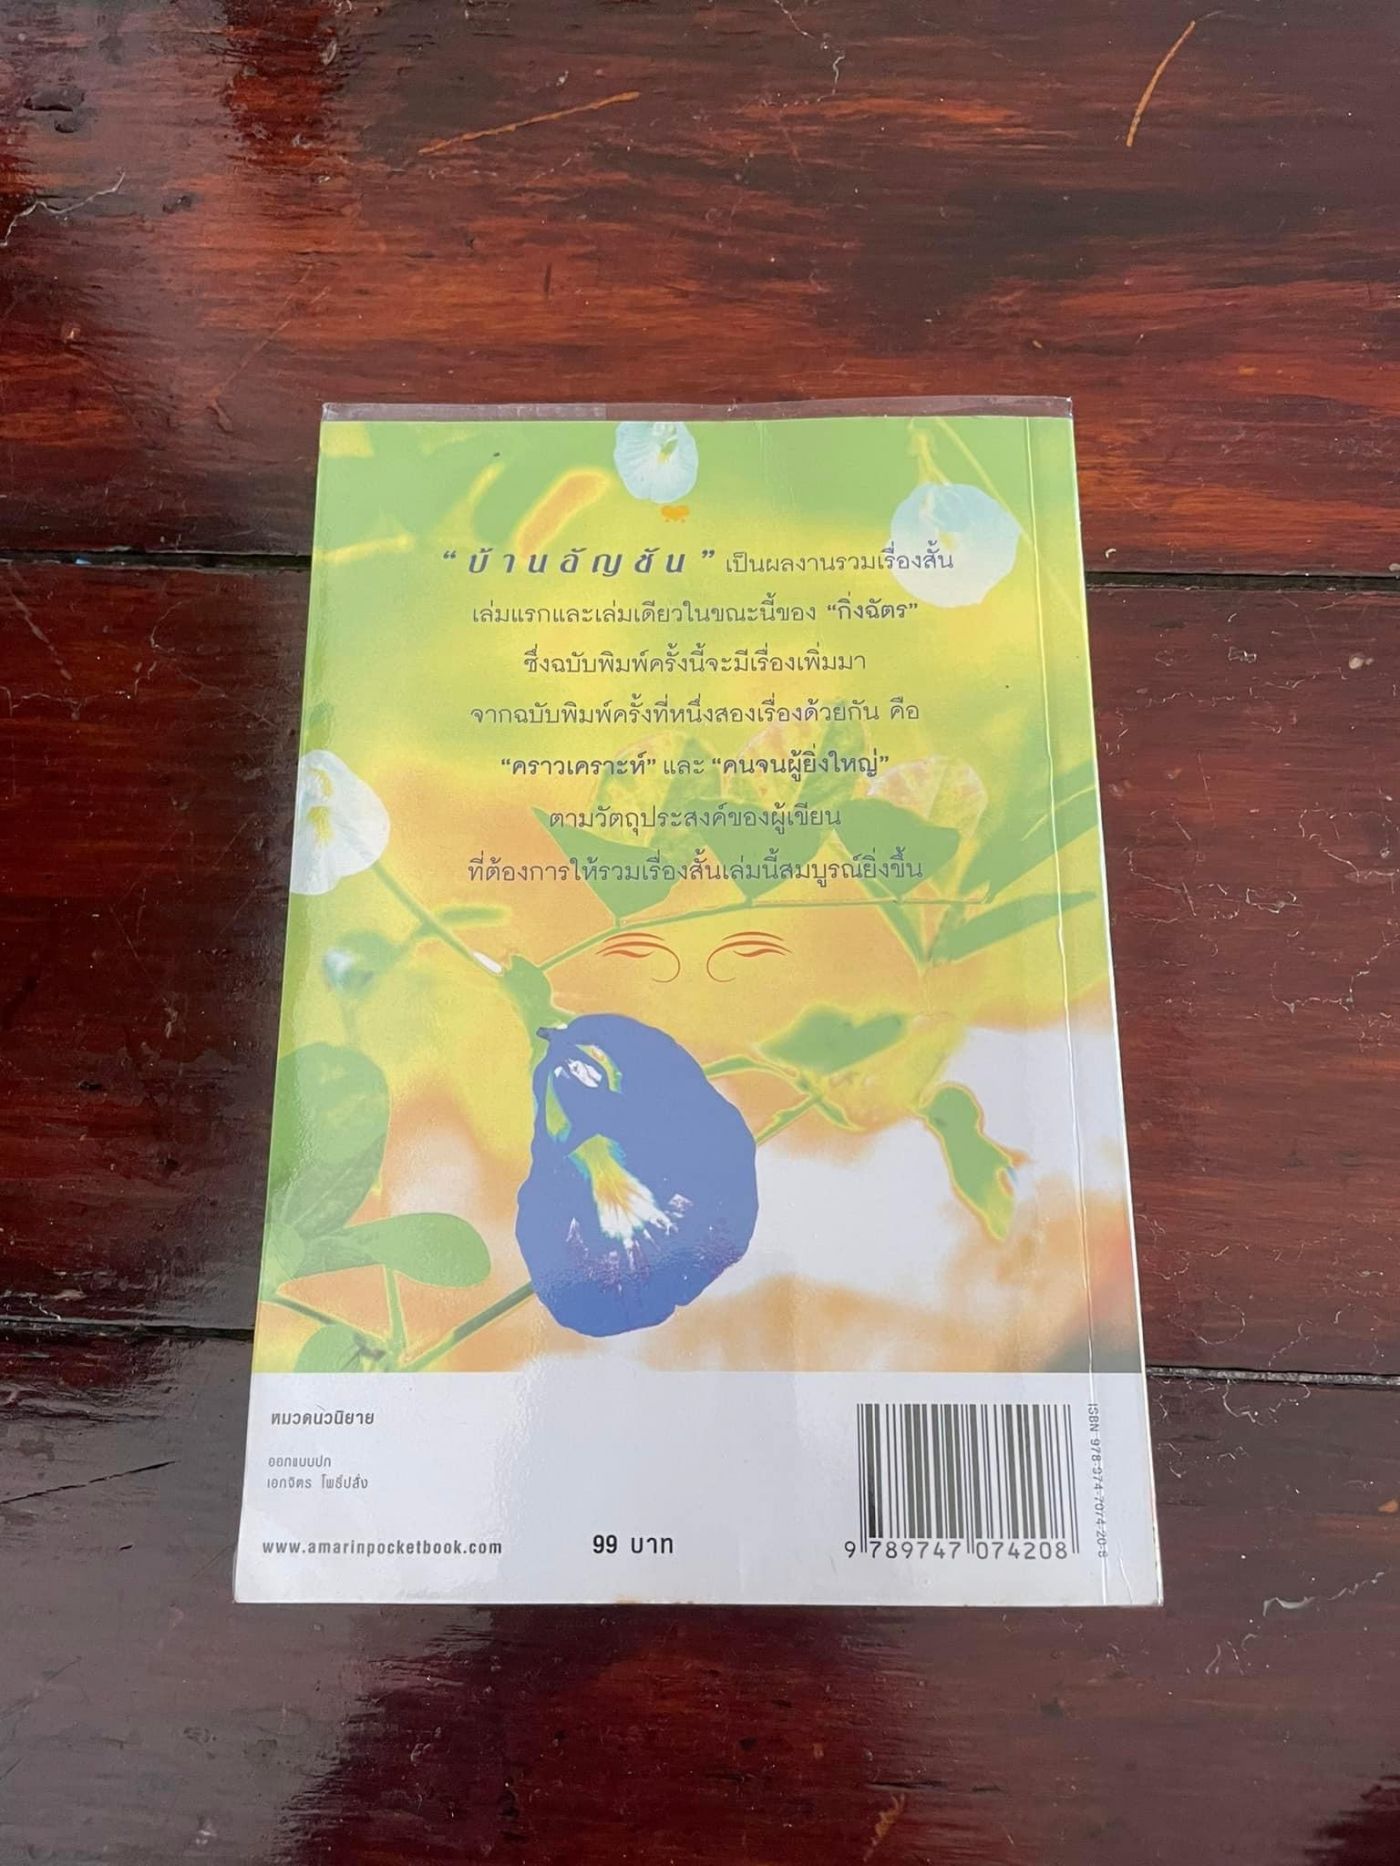 “บ้านอัญชัน” เป็นผลงานรวมเรื่องสั้น
เล่มแรกและเล่มเดียวในขณะนี้ของ “กิ่งฉัตร”
ซึ่งฉบับพิมพ์ครั้งนี้จะมีเรื่องเพิ่มมา
จากฉบับพิมพ์ครั้งที่หนึ่งสองเรื่องด้วยกัน คือ
“คราวเคราะห์” และ “คนจนผู้ยิ่งใหญ่”
ตามวัตถุประสงค์ของผู้เขียน
ที่ต้องการให้รวมเรื่องสั้นเล่มนี้สมบูรณ์ยิ่งขึ้น
หมวดนวนิยาย
ออกแบบปก
เอกจิตร โพธิ์ปลั่ง
www.amarinpocketbook.com
99 บาท
9 789747 074208
ISBN 978-974-7074-20-8